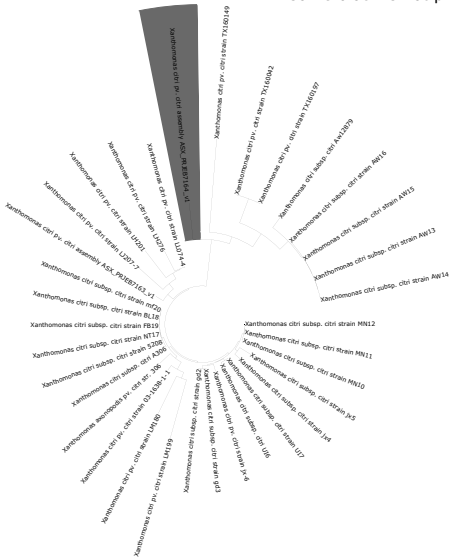 Xanthomonas citri pv. citri assembly ASX_PRJEB7164_v1
Xanthomonas citri pv. citri strain TX160149
Xanthomonas citri pv. citri strain TX160042
Xanthomonas citri pv. citri strain TX160197
Xanthomonas citri subsp. citri Aw12879
Xanthomonas citri subsp. citri strain AW16
Xanthomonas citri subsp. citri strain AW15
Xanthomonas citri subsp. citri strain AW13
Xanthomonas citri subsp. citri strain AW14
Xanthomonas citri subsp. citri strain MN12
Xanthomonas citri subsp. citri strain MN11
Xanthomonas citri subsp. citri strain MN10
Xanthomonas citri subsp. citri strain jx5
Xanthomonas citri subsp. citri strain jx4
Xanthomonas citri subsp. citri strain UI7
Xanthomonas citri subsp. citri UI6
Xanthomonas citri pv. citri strain jx-6
Xanthomonas citri subsp. citri strain gd3
Xanthomonas citri subsp. citri strain gd2
Xanthomonas citri pv. citri strain LM199
Xanthomonas citri pv. citri strain LM180
Xanthomonas citri pv. citri strain 03-1638-1-1
Xanthomonas axonopodis pv. citri str. 306
Xanthomonas citri subsp. citri A306
Xanthomonas citri subsp. citri strain 5208
Xanthomonas citri subsp. citri strain NT17
Xanthomonas citri subsp. citri strain FB19
Xanthomonas citri subsp. citri strain BL18
Xanthomonas citri subsp. citri strain mf20
Xanthomonas citri pv. citri assembly ASX_PRJEB7163_v1
Xanthomonas citri pv. citri strain LJ207-7
Xanthomonas citri pv. citri strain LH201
Xanthomonas citri pv. citri strain LH276
Xanthomonas citri pv. citri strain LL074-4